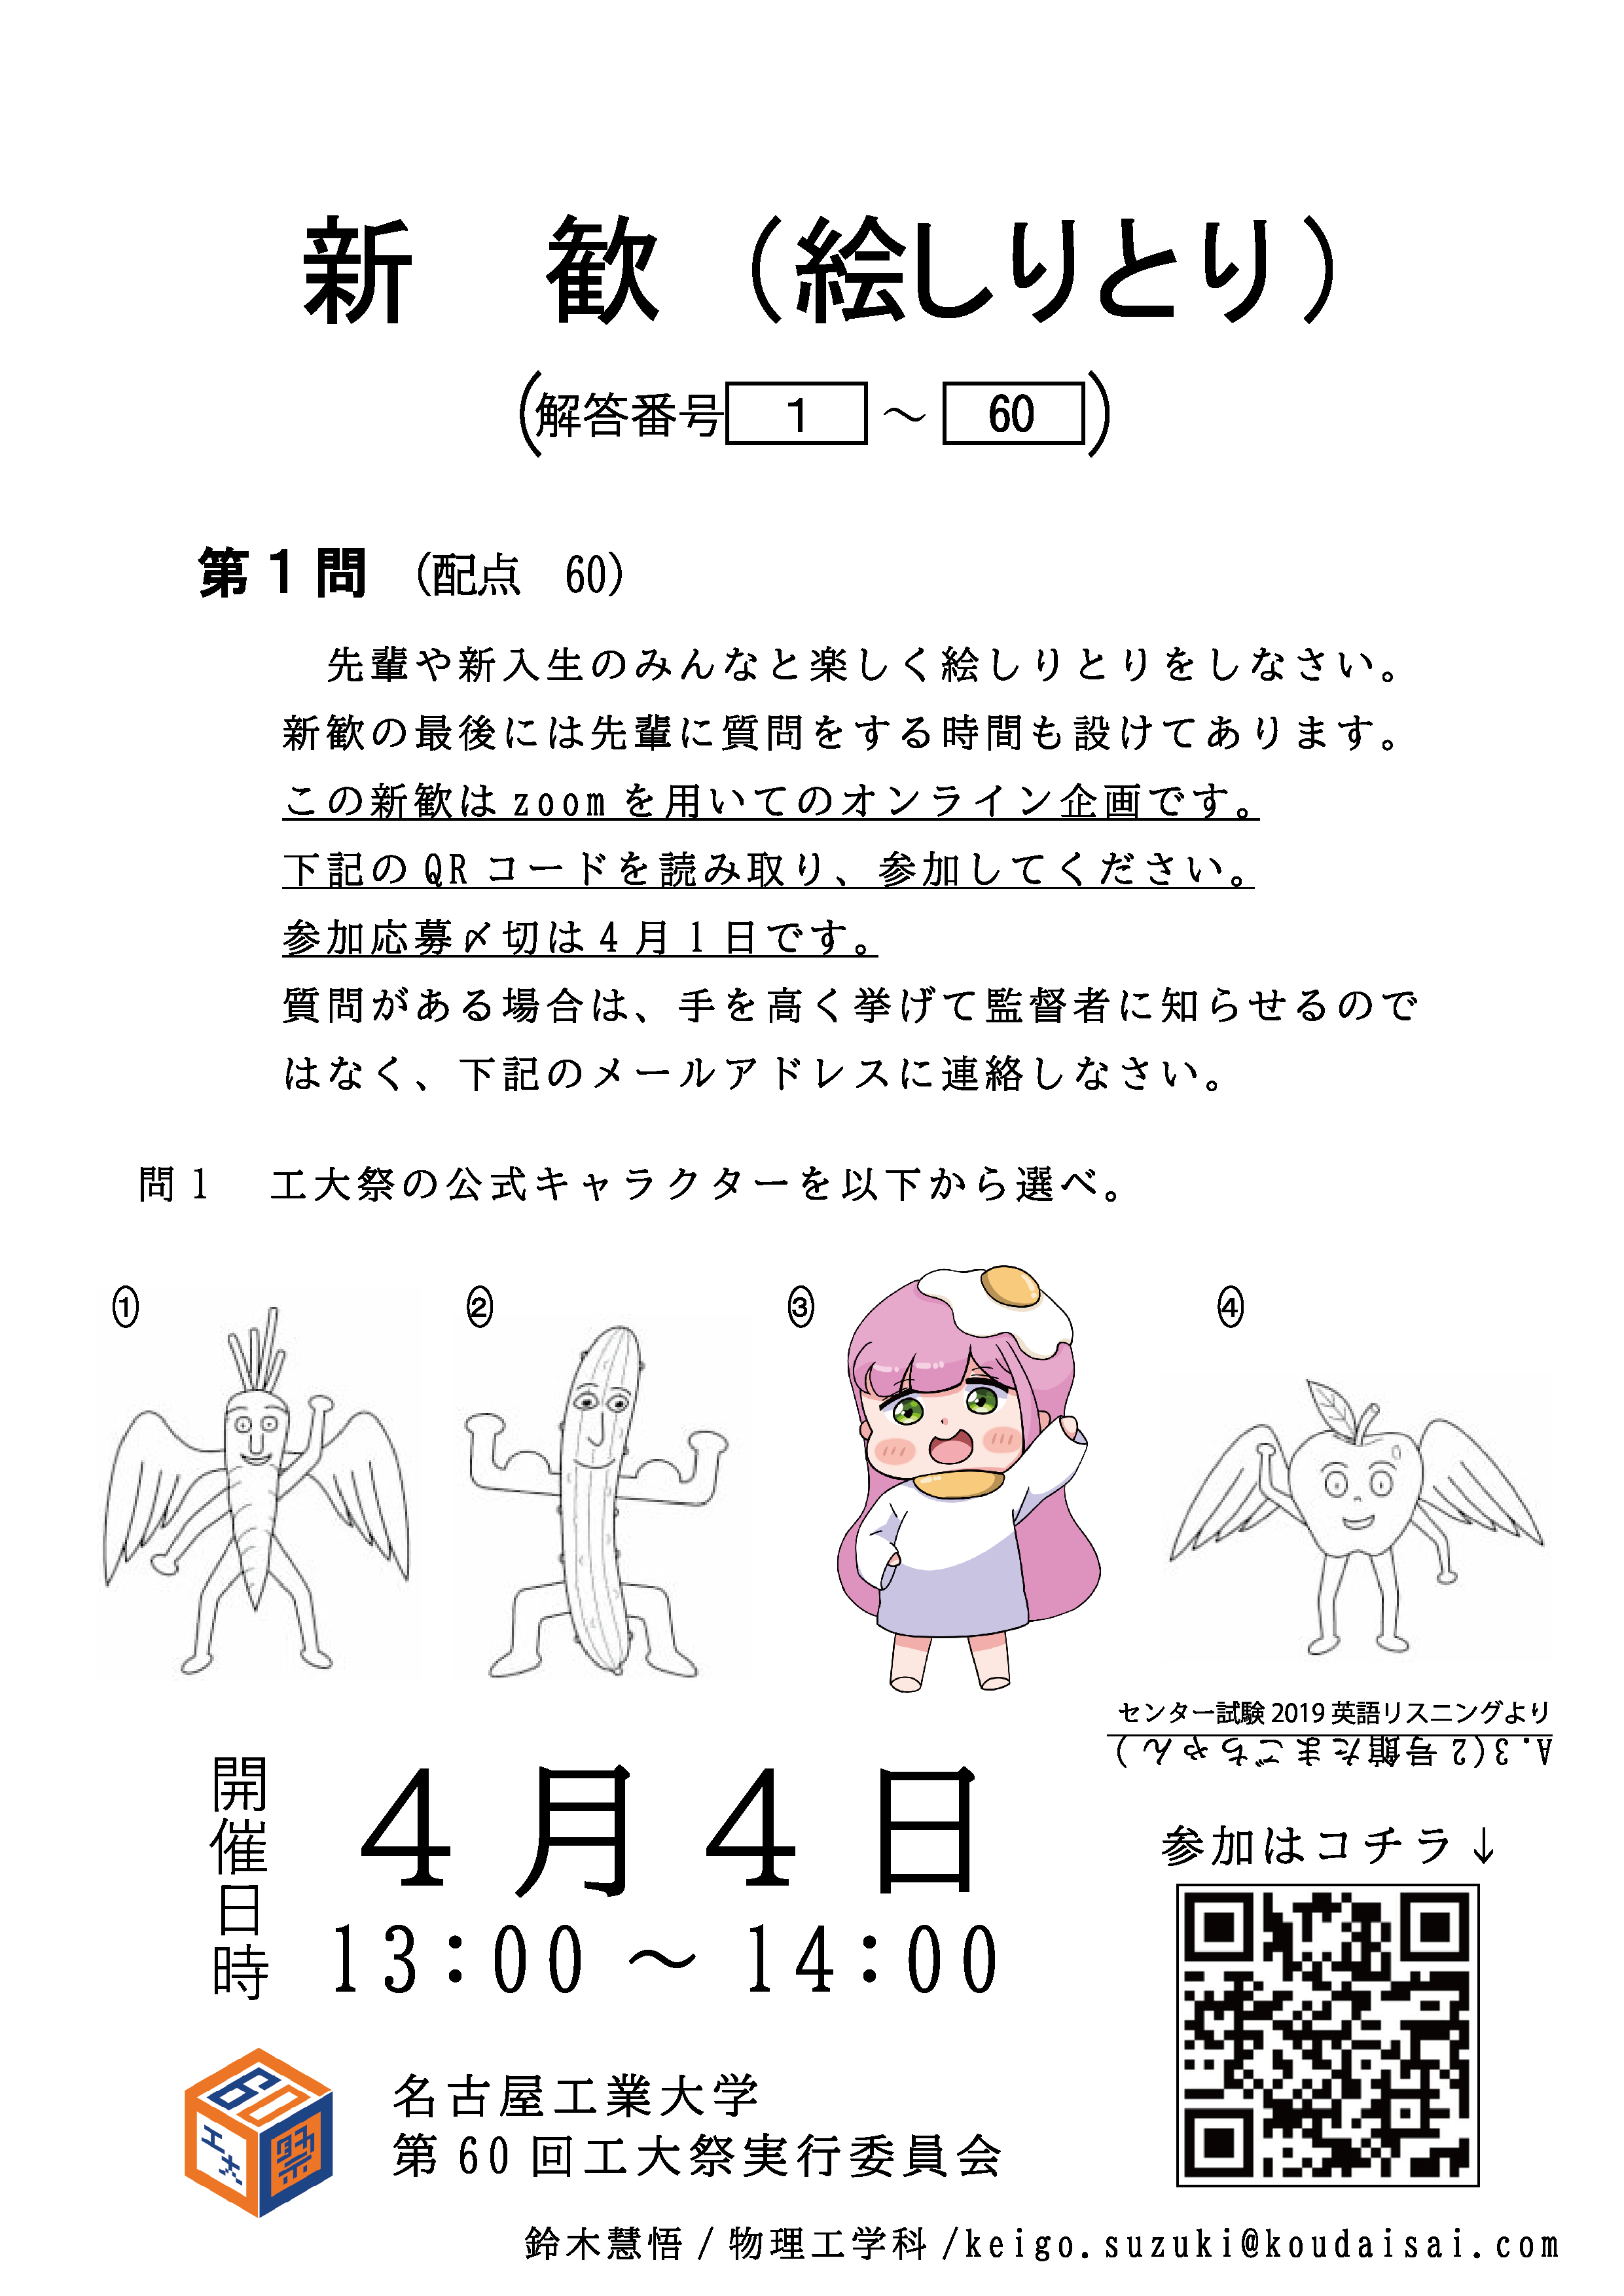 新　歓（絵しりとり）
（解答番号 1 ～ 60）
第１問　（配点　60）
先輩や新入生のみんなと楽しく絵しりとりをしなさい。
新歓の最後には先輩に質問をする時間も設けてあります。
この新歓は zoom を用いてのオンライン企画です。
下記の QR コードを読み取り、参加してください。
参加応募〆切は 4 月 1 日です。
質問がある場合は、手を高く挙げて監督者に知らせるので
はなく、下記のメールアドレスに連絡しなさい。
問1　工大祭の公式キャラクターを以下から選べ。
① ② ③ ④
センター試験 2019 英語リスニングより
A.3(2号館たまごちゃん)
開催日時
４月４日
13:00 ～ 14:00
参加はコチラ↓
60
工大
祭
名古屋工業大学
第 60 回工大祭実行委員会
鈴木慧悟 / 物理工学科 /keigo.suzuki@koudaisai.com